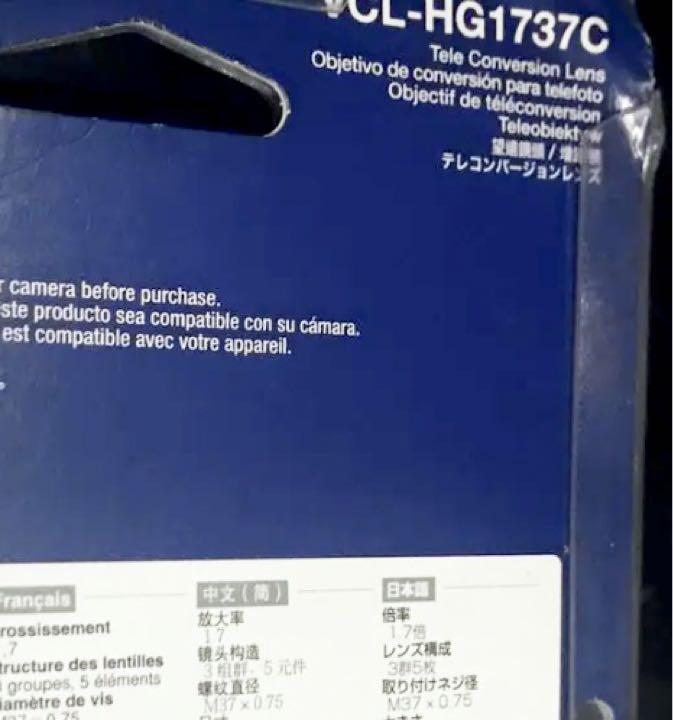 VCL-HG1737C
Tele Conversion Lens
Objetivo de conversión para telefoto
Objectif de téléconversion
テレコンバージョンレンズ
camera before purchase.
ste producto sea compatible con su cámara.
est compatible avec votre appareil.
Français
rossissement
.7
tructure des lentilles
groupes, 5 éléments
iamètre de vis
M37 x 0.75
中文(简)
放大率
1.7
镜头构造
3 组群，5 元件
螺纹直径
M37 x 0.75
日本語
倍率
1.7倍
レンズ構成
3群5枚
取り付けネジ径
M37 x 0.75